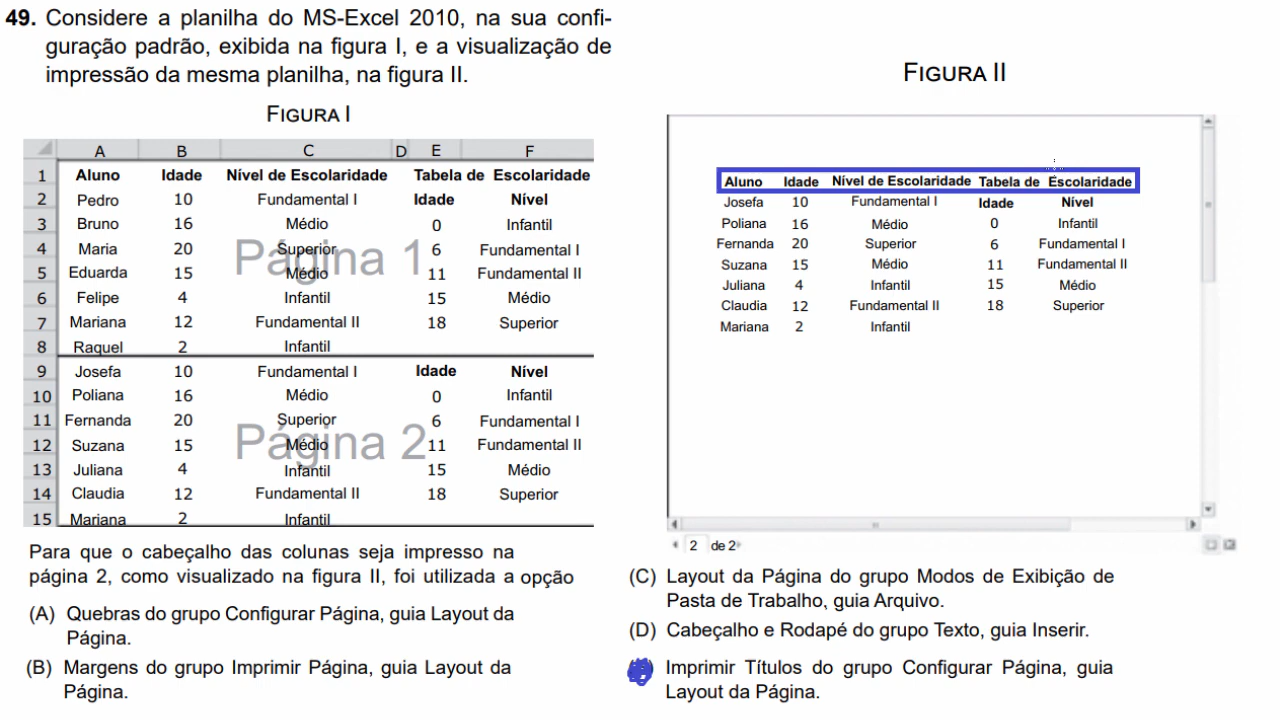 49. Considere a planilha do MS-Excel 2010, na sua confi-
guração padrão, exibida na figura I, e a visualização de
impressão da mesma planilha, na figura II.
FIGURA I
A B C D E F
1 Aluno Idade Nível de Escolaridade Tabela de Escolaridade
2 Pedro 10 Fundamental I Idade Nível
3 Bruno 16 Médio 0 Infantil
4 Maria 20 Superior 6 Fundamental I
Página 1
5 Eduarda 15 Médio 11 Fundamental II
6 Felipe 4 Infantil 15 Médio
7 Mariana 12 Fundamental II 18 Superior
8 Raquel 2 Infantil
9 Josefa 10 Fundamental I Idade Nível
10 Poliana 16 Médio 0 Infantil
11 Fernanda 20 Superior 6 Fundamental I
Página 2
12 Suzana 15 Médio 11 Fundamental II
13 Juliana 4 Infantil 15 Médio
14 Claudia 12 Fundamental II 18 Superior
15 Mariana 2 Infantil
FIGURA II
Aluno Idade Nível de Escolaridade Tabela de Escolaridade
Josefa 10 Fundamental I Idade Nível
Poliana 16 Médio 0 Infantil
Fernanda 20 Superior 6 Fundamental I
Suzana 15 Médio 11 Fundamental II
Juliana 4 Infantil 15 Médio
Claudia 12 Fundamental II 18 Superior
Mariana 2 Infantil
2 de 2
Para que o cabeçalho das colunas seja impresso na
página 2, como visualizado na figura II, foi utilizada a opção
(A) Quebras do grupo Configurar Página, guia Layout da
Página.
(B) Margens do grupo Imprimir Página, guia Layout da
Página.
(C) Layout da Página do grupo Modos de Exibição de
Pasta de Trabalho, guia Arquivo.
(D) Cabeçalho e Rodapé do grupo Texto, guia Inserir.
Imprimir Títulos do grupo Configurar Página, guia
Layout da Página.